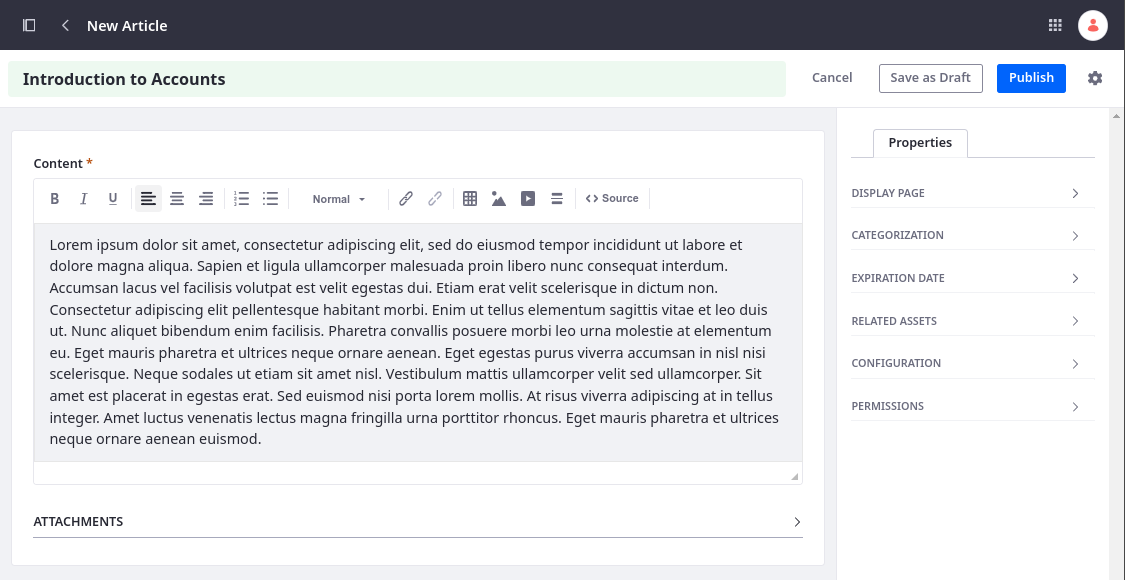 New Article
Introduction to Accounts
Cancel
Save as Draft
Publish
Content *
B I U
Normal
Source
Lorem ipsum dolor sit amet, consectetur adipiscing elit, sed do eiusmod tempor incididunt ut labore et
dolore magna aliqua. Sapien et ligula ullamcorper malesuada proin libero nunc consequat interdum.
Accumsan lacus vel facilisis volutpat est velit egestas dui. Etiam erat velit scelerisque in dictum non.
Consectetur adipiscing elit pellentesque habitant morbi. Enim ut tellus elementum sagittis vitae et leo duis
ut. Nunc aliquet bibendum enim facilisis. Pharetra convallis posuere morbi leo urna molestie at elementum
eu. Eget mauris pharetra et ultrices neque ornare aenean. Eget egestas purus viverra accumsan in nisl nisi
scelerisque. Neque sodales ut etiam sit amet nisl. Vestibulum mattis ullamcorper velit sed ullamcorper. Sit
amet est placerat in egestas erat. Sed euismod nisi porta lorem mollis. At risus viverra adipiscing at in tellus
integer. Amet luctus venenatis lectus magna fringilla urna porttitor rhoncus. Eget mauris pharetra et ultrices
neque ornare aenean euismod.
ATTACHMENTS
Properties
DISPLAY PAGE
CATEGORIZATION
EXPIRATION DATE
RELATED ASSETS
CONFIGURATION
PERMISSIONS